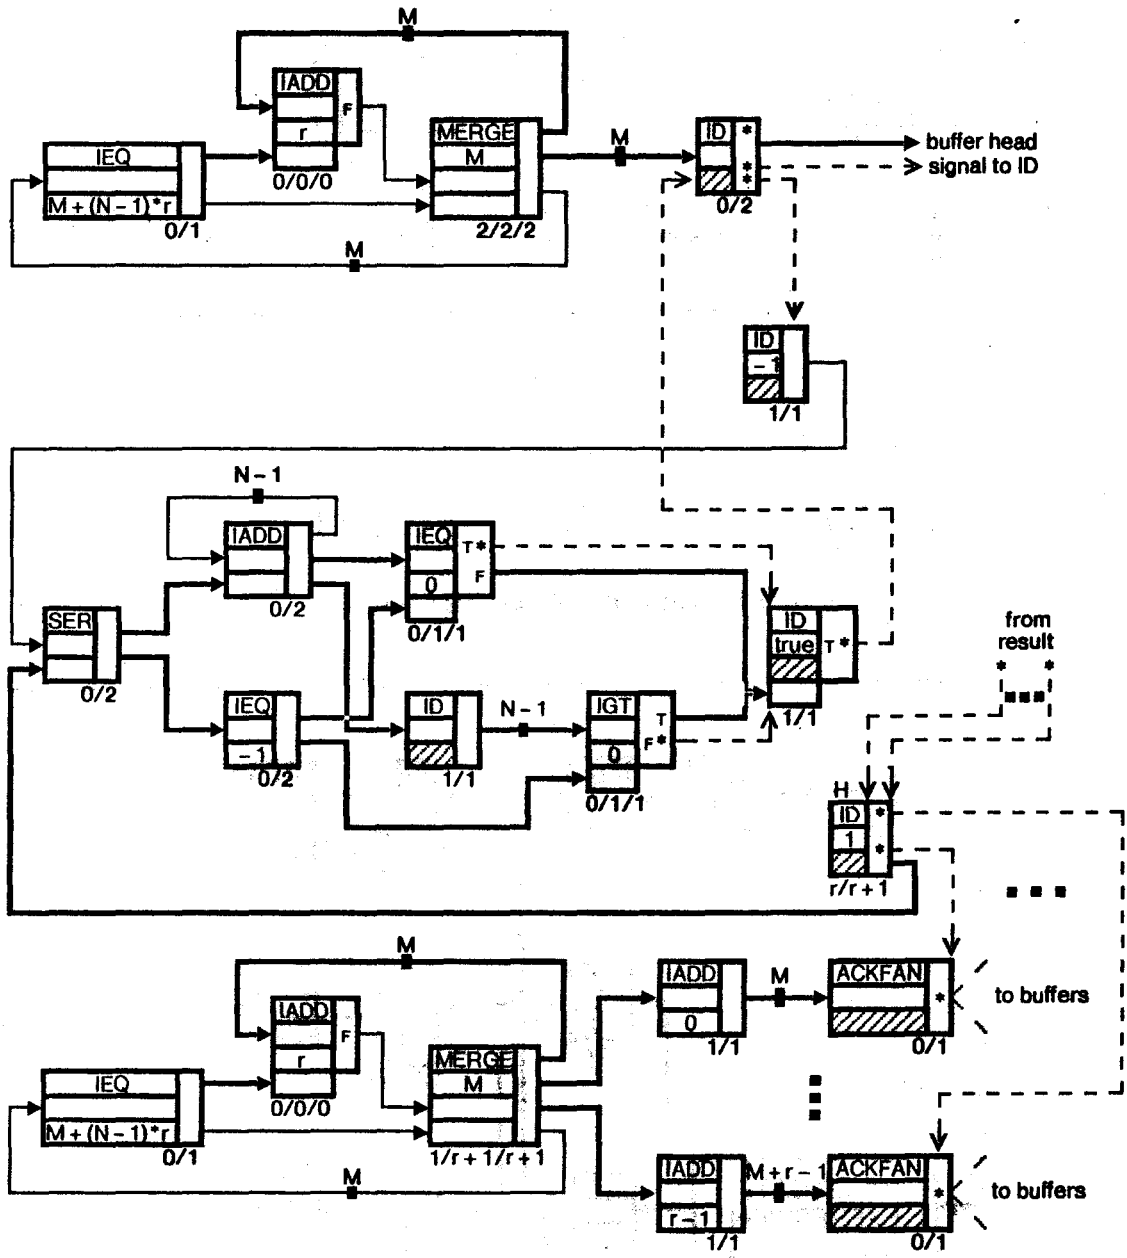 M
IADD
F
r
0/0/0
MERGE
M
2/2/2
IEQ
M + (N – 1)*r
0/1
M
M
ID
*
*
*
0/2
buffer head
signal to ID
ID
– 1
1/1
N – 1
IADD
0/2
IEQ
T *
F
0
0/1/1
SER
0/2
ID
true
T *
1/1
from
result
* *
IEQ
– 1
0/2
ID
1/1
N – 1
IGT
T
F *
0
0/1/1
H
ID
*
1
*
r/r + 1
M
IADD
F
r
0/0/0
MERGE
M
1/r + 1/r + 1
IEQ
M + (N – 1)*r
0/1
M
IADD
0
1/1
M
ACKFAN
*
0/1
to buffers
IADD
r – 1
1/1
M + r – 1
ACKFAN
*
0/1
to buffers